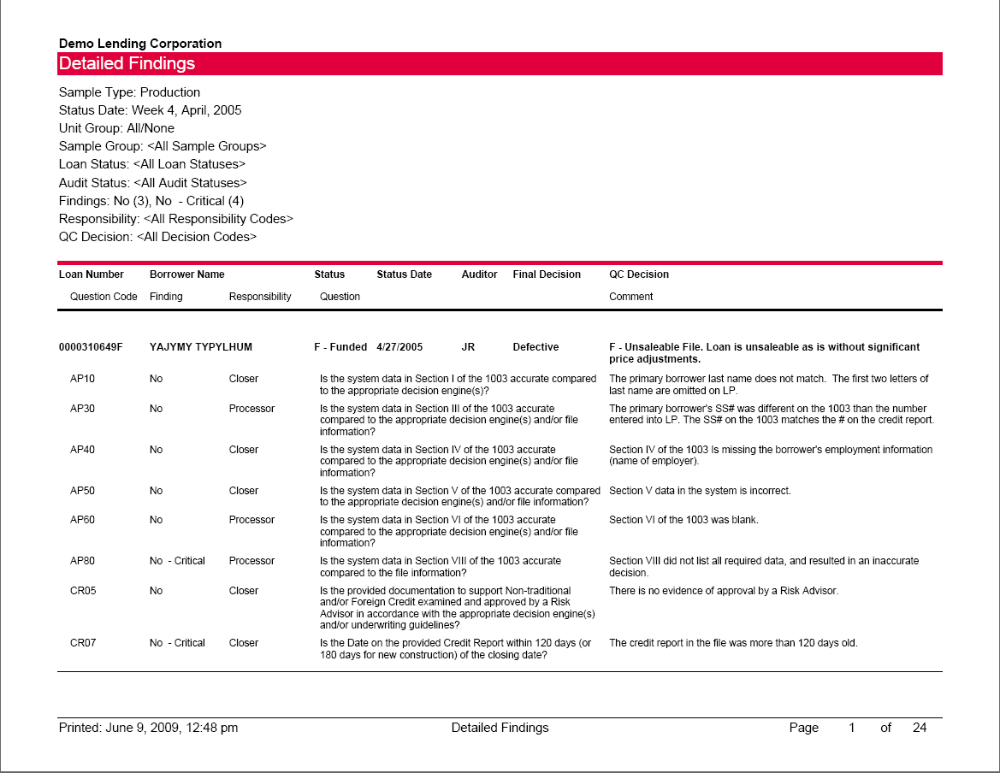 Demo Lending Corporation
Detailed Findings
Sample Type: Production
Status Date: Week 4, April, 2005
Unit Group: All/None
Sample Group: <All Sample Groups>
Loan Status: <All Loan Statuses>
Audit Status: <All Audit Statuses>
Findings: No (3), No  - Critical (4)
Responsibility: <All Responsibility Codes>
QC Decision: <All Decision Codes>
Loan Number Borrower Name Status Status Date Auditor Final Decision QC Decision
Question Code Finding Responsibility Question Comment
0000310649F YAJYMY TYPYLHUM F - Funded 4/27/2005 JR Defective F - Unsaleable File. Loan is unsaleable as is without significant
price adjustments.
AP10 No Closer Is the system data in Section I of the 1003 accurate compared The primary borrower last name does not match.  The first two letters of
to the appropriate decision engine(s)? last name are omitted on LP.
AP30 No Processor Is the system data in Section III of the 1003 accurate The primary borrower's SS# was different on the 1003 than the number
compared to the appropriate decision engine(s) and/or file entered into LP. The SS# on the 1003 matches the # on the credit report.
information?
AP40 No Closer Is the system data in Section IV of the 1003 accurate Section IV of the 1003 Is missing the borrower's employment information
compared to the appropriate decision engine(s) and/or file (name of employer).
information?
AP50 No Closer Is the system data in Section V of the 1003 accurate compared Section V data in the system is incorrect.
to the appropriate decision engine(s) and/or file information?
AP60 No Processor Is the system data in Section VI of the 1003 accurate Section VI of the 1003 was blank.
compared to the appropriate decision engine(s) and/or file
information?
AP80 No  - Critical Processor Is the system data in Section VIII of the 1003 accurate Section VIII did not list all required data, and resulted in an inaccurate
compared to the file information? decision.
CR05 No Closer Is the provided documentation to support Non-traditional There is no evidence of approval by a Risk Advisor.
and/or Foreign Credit examined and approved by a Risk
Advisor in accordance with the appropriate decision engine(s)
and/or underwriting guidelines?
CR07 No  - Critical Closer Is the Date on the provided Credit Report within 120 days (or The credit report in the file was more than 120 days old.
180 days for new construction) of the closing date?
Printed: June 9, 2009, 12:48 pm Detailed Findings Page 1 of 24